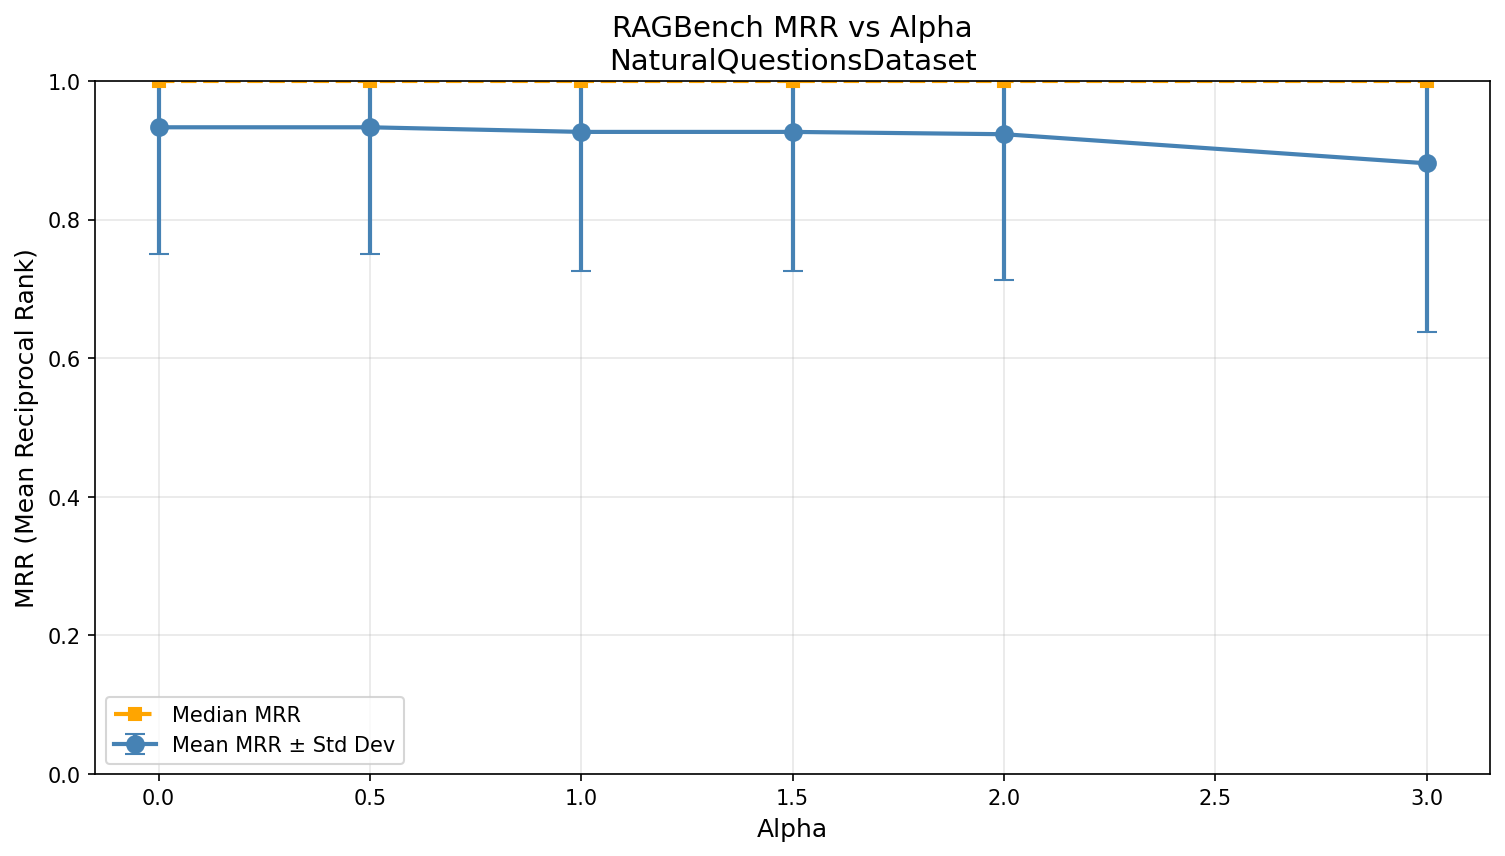 RAGBench MRR vs Alpha
NaturalQuestionsDataset
MRR (Mean Reciprocal Rank)
1.0
0.8
0.6
0.4
0.2
0.0
Median MRR
Mean MRR ± Std Dev
0.0 0.5 1.0 1.5 2.0 2.5 3.0
Alpha